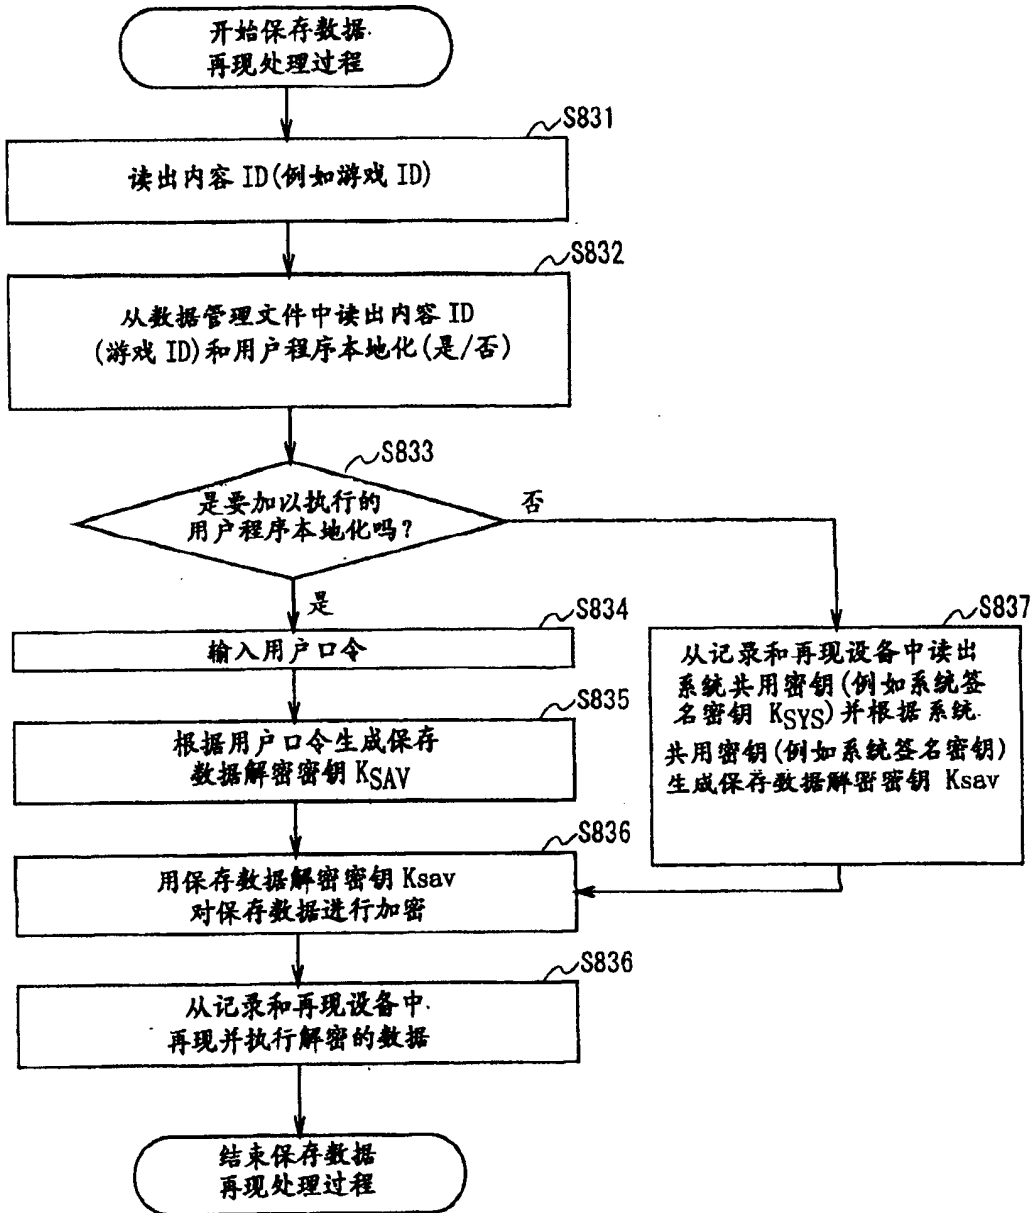 开始保存数据
再现处理过程
S831
读出内容 ID(例如游戏 ID)
S832
从数据管理文件中读出内容 ID
(游戏 ID)和用户程序本地化(是/否)
S833
是要加以执行的
用户程序本地化吗?
否
是
S834
输入用户口令
S835
根据用户口令生成保存
数据解密密钥 KSAV
S837
从记录和再现设备中读出
系统共用密钥(例如系统签
名密钥 KSYS)并根据系统
共用密钥(例如系统签名密钥)
生成保存数据解密密钥 Ksav
S836
用保存数据解密密钥 Ksav
对保存数据进行加密
S836
从记录和再现设备中
再现并执行解密的数据
结束保存数据
再现处理过程